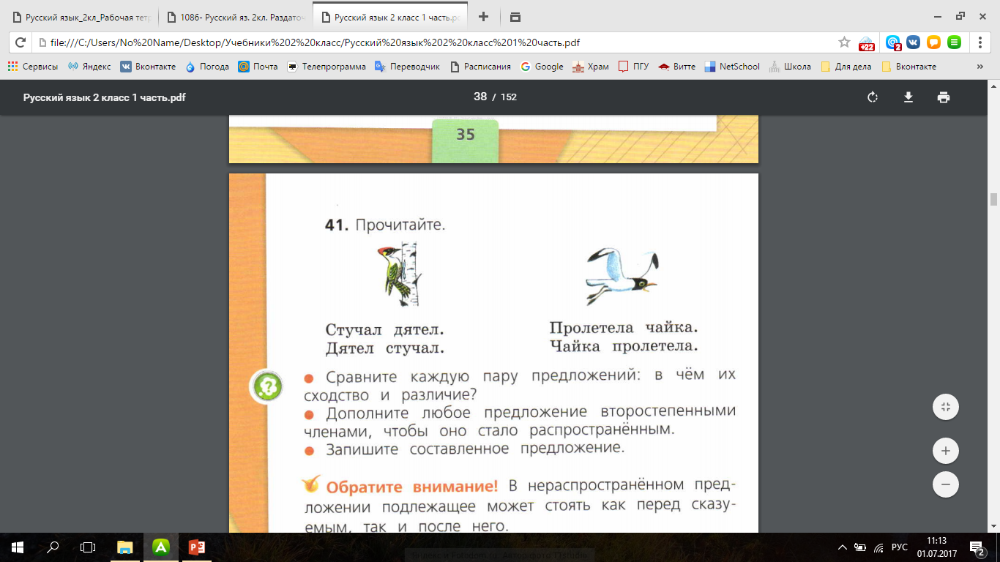 Русский язык_2кл_Рабочая тетр
1086- Русский яз. 2кл. Раздаточ
Русский язык 2 класс 1 часть.pd
file:///C:/Users/No%20Name/Desktop/Учебники%202%20класс/Русский%20язык%202%20класс%201%20часть.pdf
+22
2
Сервисы
Яндекс
Вконтакте
Погода
Почта
Телепрограмма
Переводчик
Расписания
Google
Храм
ПГУ
Витте
NetSchool
Школа
Для дела
Вконтакте
»
Русский язык 2 класс 1 часть.pdf
38 / 152
35
41. Прочитайте.
Стучал дятел.
Дятел стучал.
Пролетела чайка.
Чайка пролетела.
Сравните каждую пару предложений: в чём их
сходство и различие?
Дополните любое предложение второстепенными
членами, чтобы оно стало распространённым.
Запишите составленное предложение.
Обратите внимание! В нераспространённом пред-
ложении подлежащее может стоять как перед сказу-
емым, так и после него.
РУС
11:13
01.07.2017
2